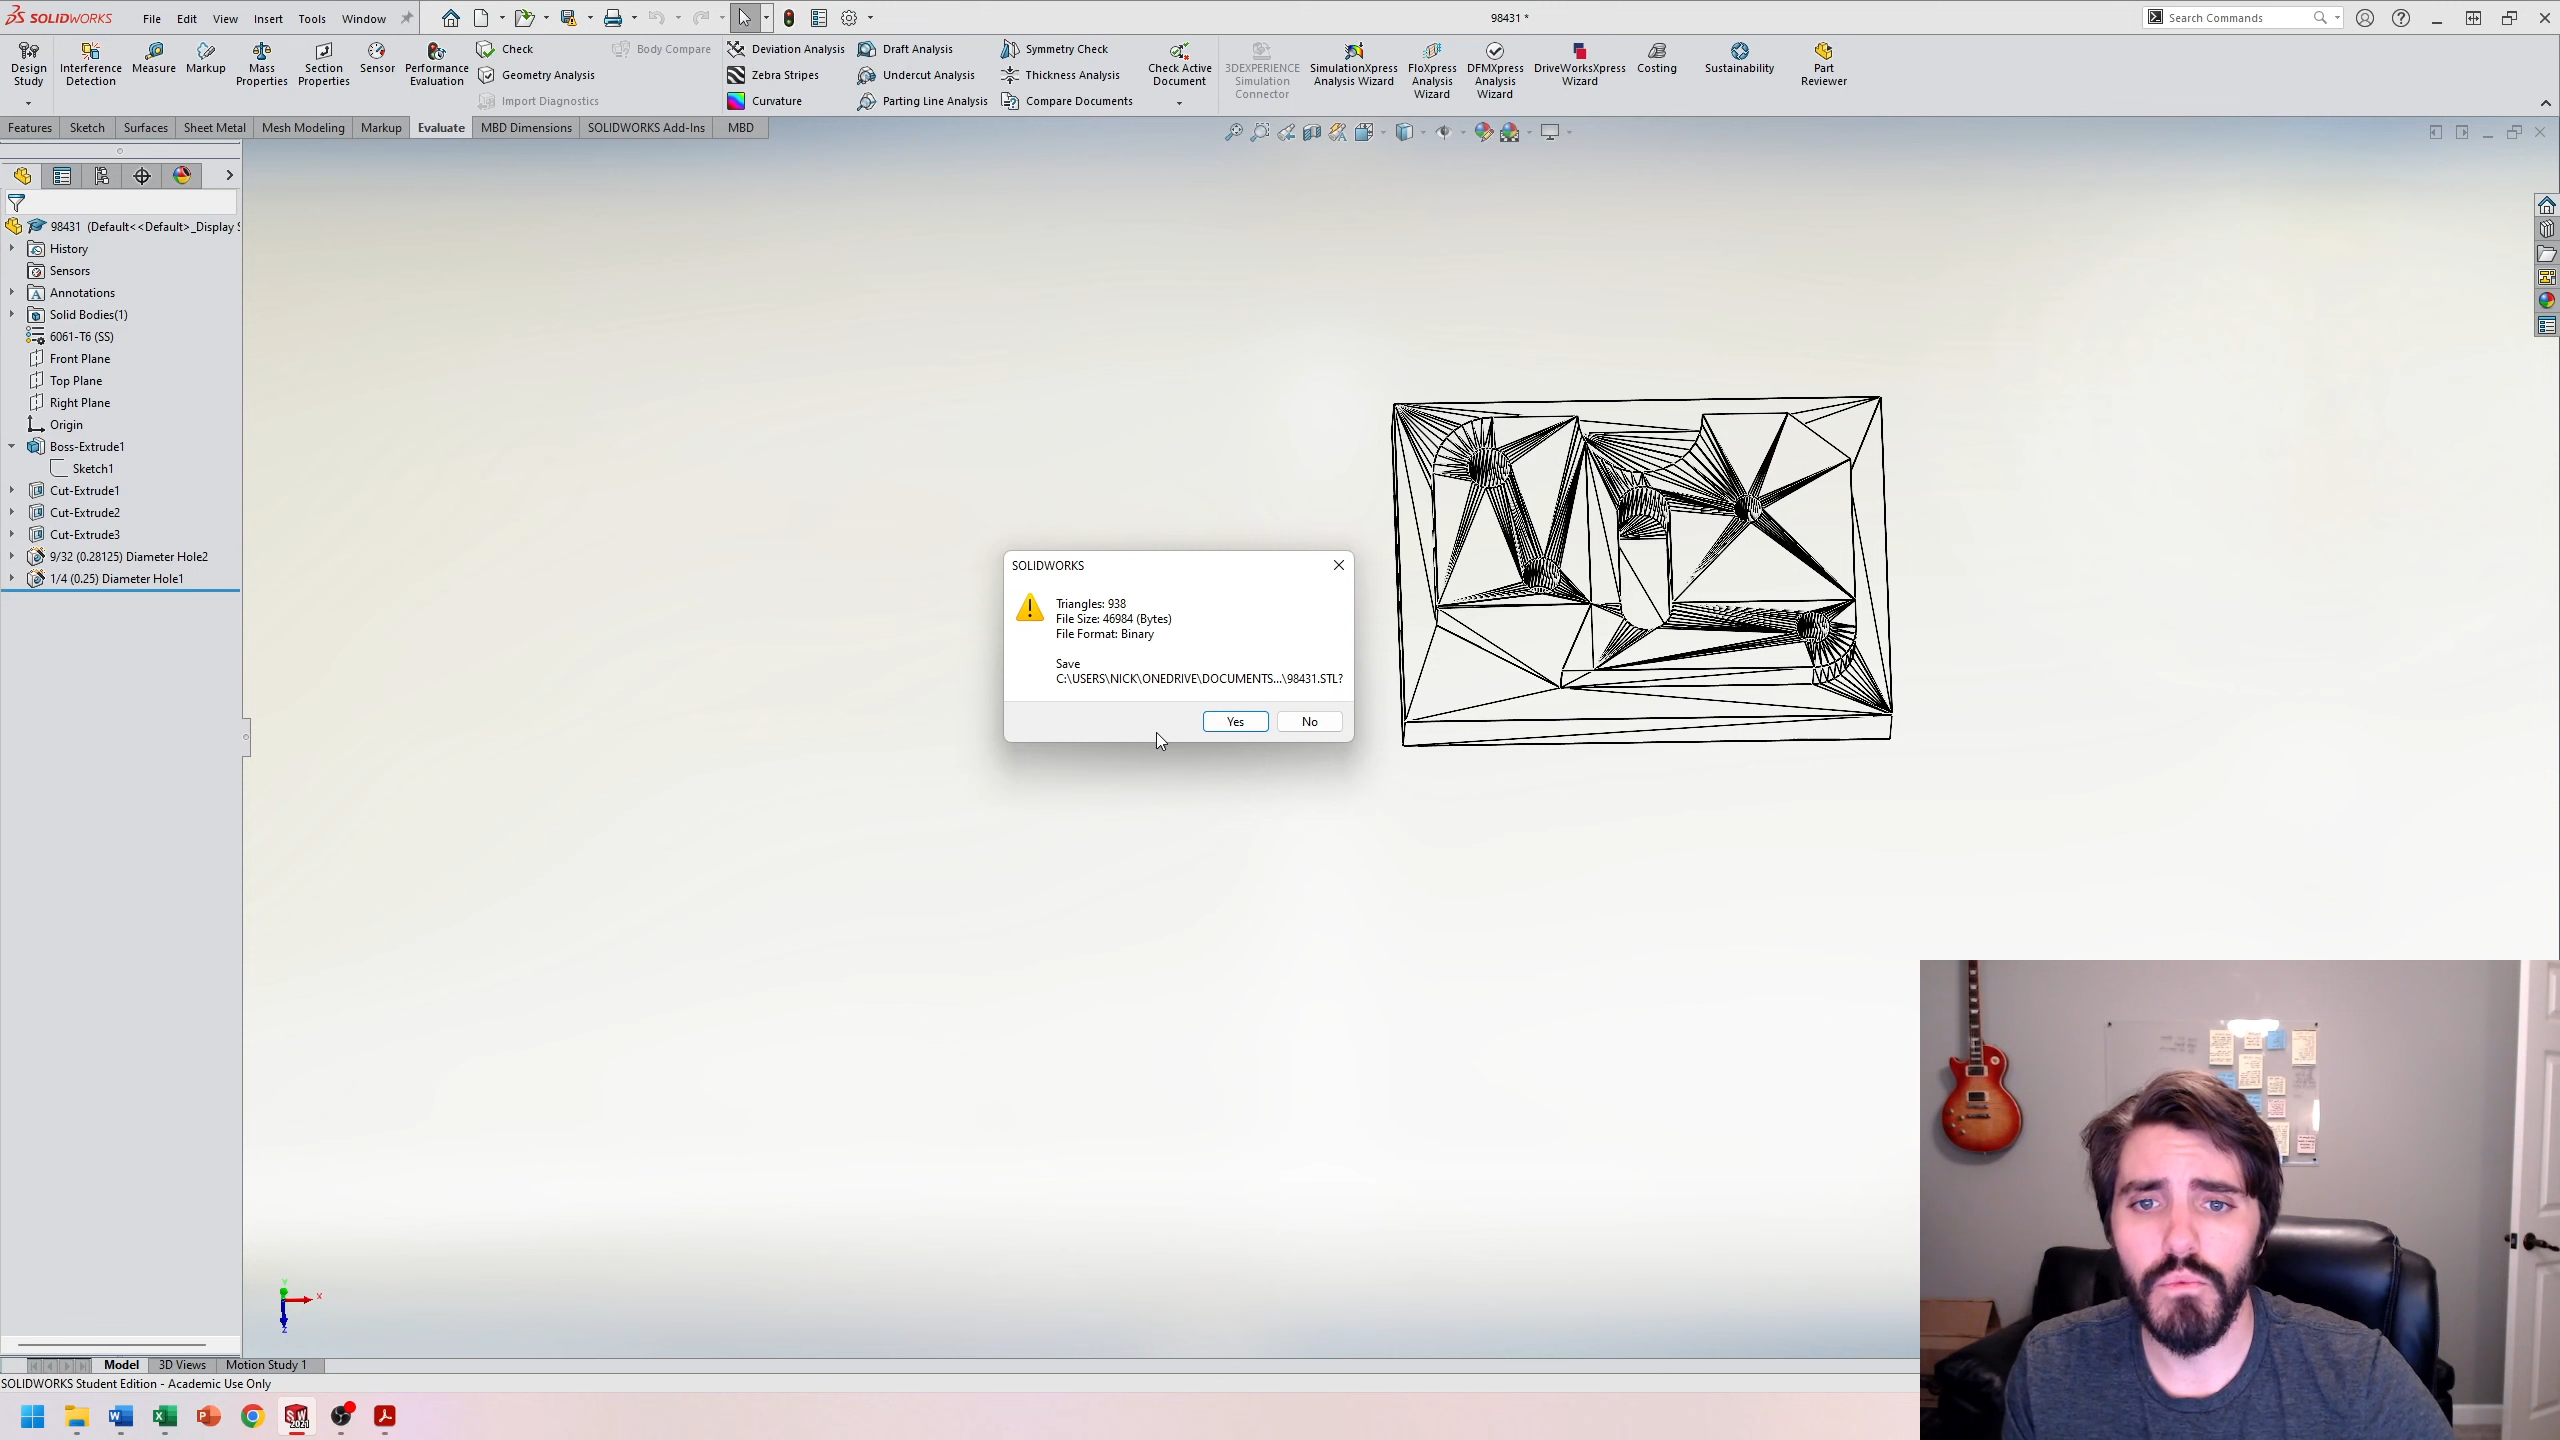 SOLIDWORKS File Edit View Insert Tools Window 98431 * Search Commands
Design Study
Interference Detection
Measure
Markup
Mass Properties
Section Properties
Sensor
Performance Evaluation
Check
Geometry Analysis
Import Diagnostics
Body Compare
Deviation Analysis
Zebra Stripes
Curvature
Draft Analysis
Undercut Analysis
Parting Line Analysis
Symmetry Check
Thickness Analysis
Compare Documents
Check Active Document
3DEXPERIENCE Simulation Connector
SimulationXpress Analysis Wizard
FloXpress Analysis Wizard
DFMXpress Analysis Wizard
DriveWorksXpress Wizard
Costing
Sustainability
Part Reviewer
Features Sketch Surfaces Sheet Metal Mesh Modeling Markup Evaluate MBD Dimensions SOLIDWORKS Add-Ins MBD
98431 (Default<<Default>_Display
History
Sensors
Annotations
Solid Bodies(1)
6061-T6 (SS)
Front Plane
Top Plane
Right Plane
Origin
Boss-Extrude1
Sketch1
Cut-Extrude1
Cut-Extrude2
Cut-Extrude3
9/32 (0.28125) Diameter Hole2
1/4 (0.25) Diameter Hole1
SOLIDWORKS
Triangles: 938
File Size: 46984 (Bytes)
File Format: Binary
Save
C:\USERS\NICK\ONEDRIVE\DOCUMENTS...\98431.STL?
Yes No
Y
X
Z
Model 3D Views Motion Study 1
SOLIDWORKS Student Edition - Academic Use Only